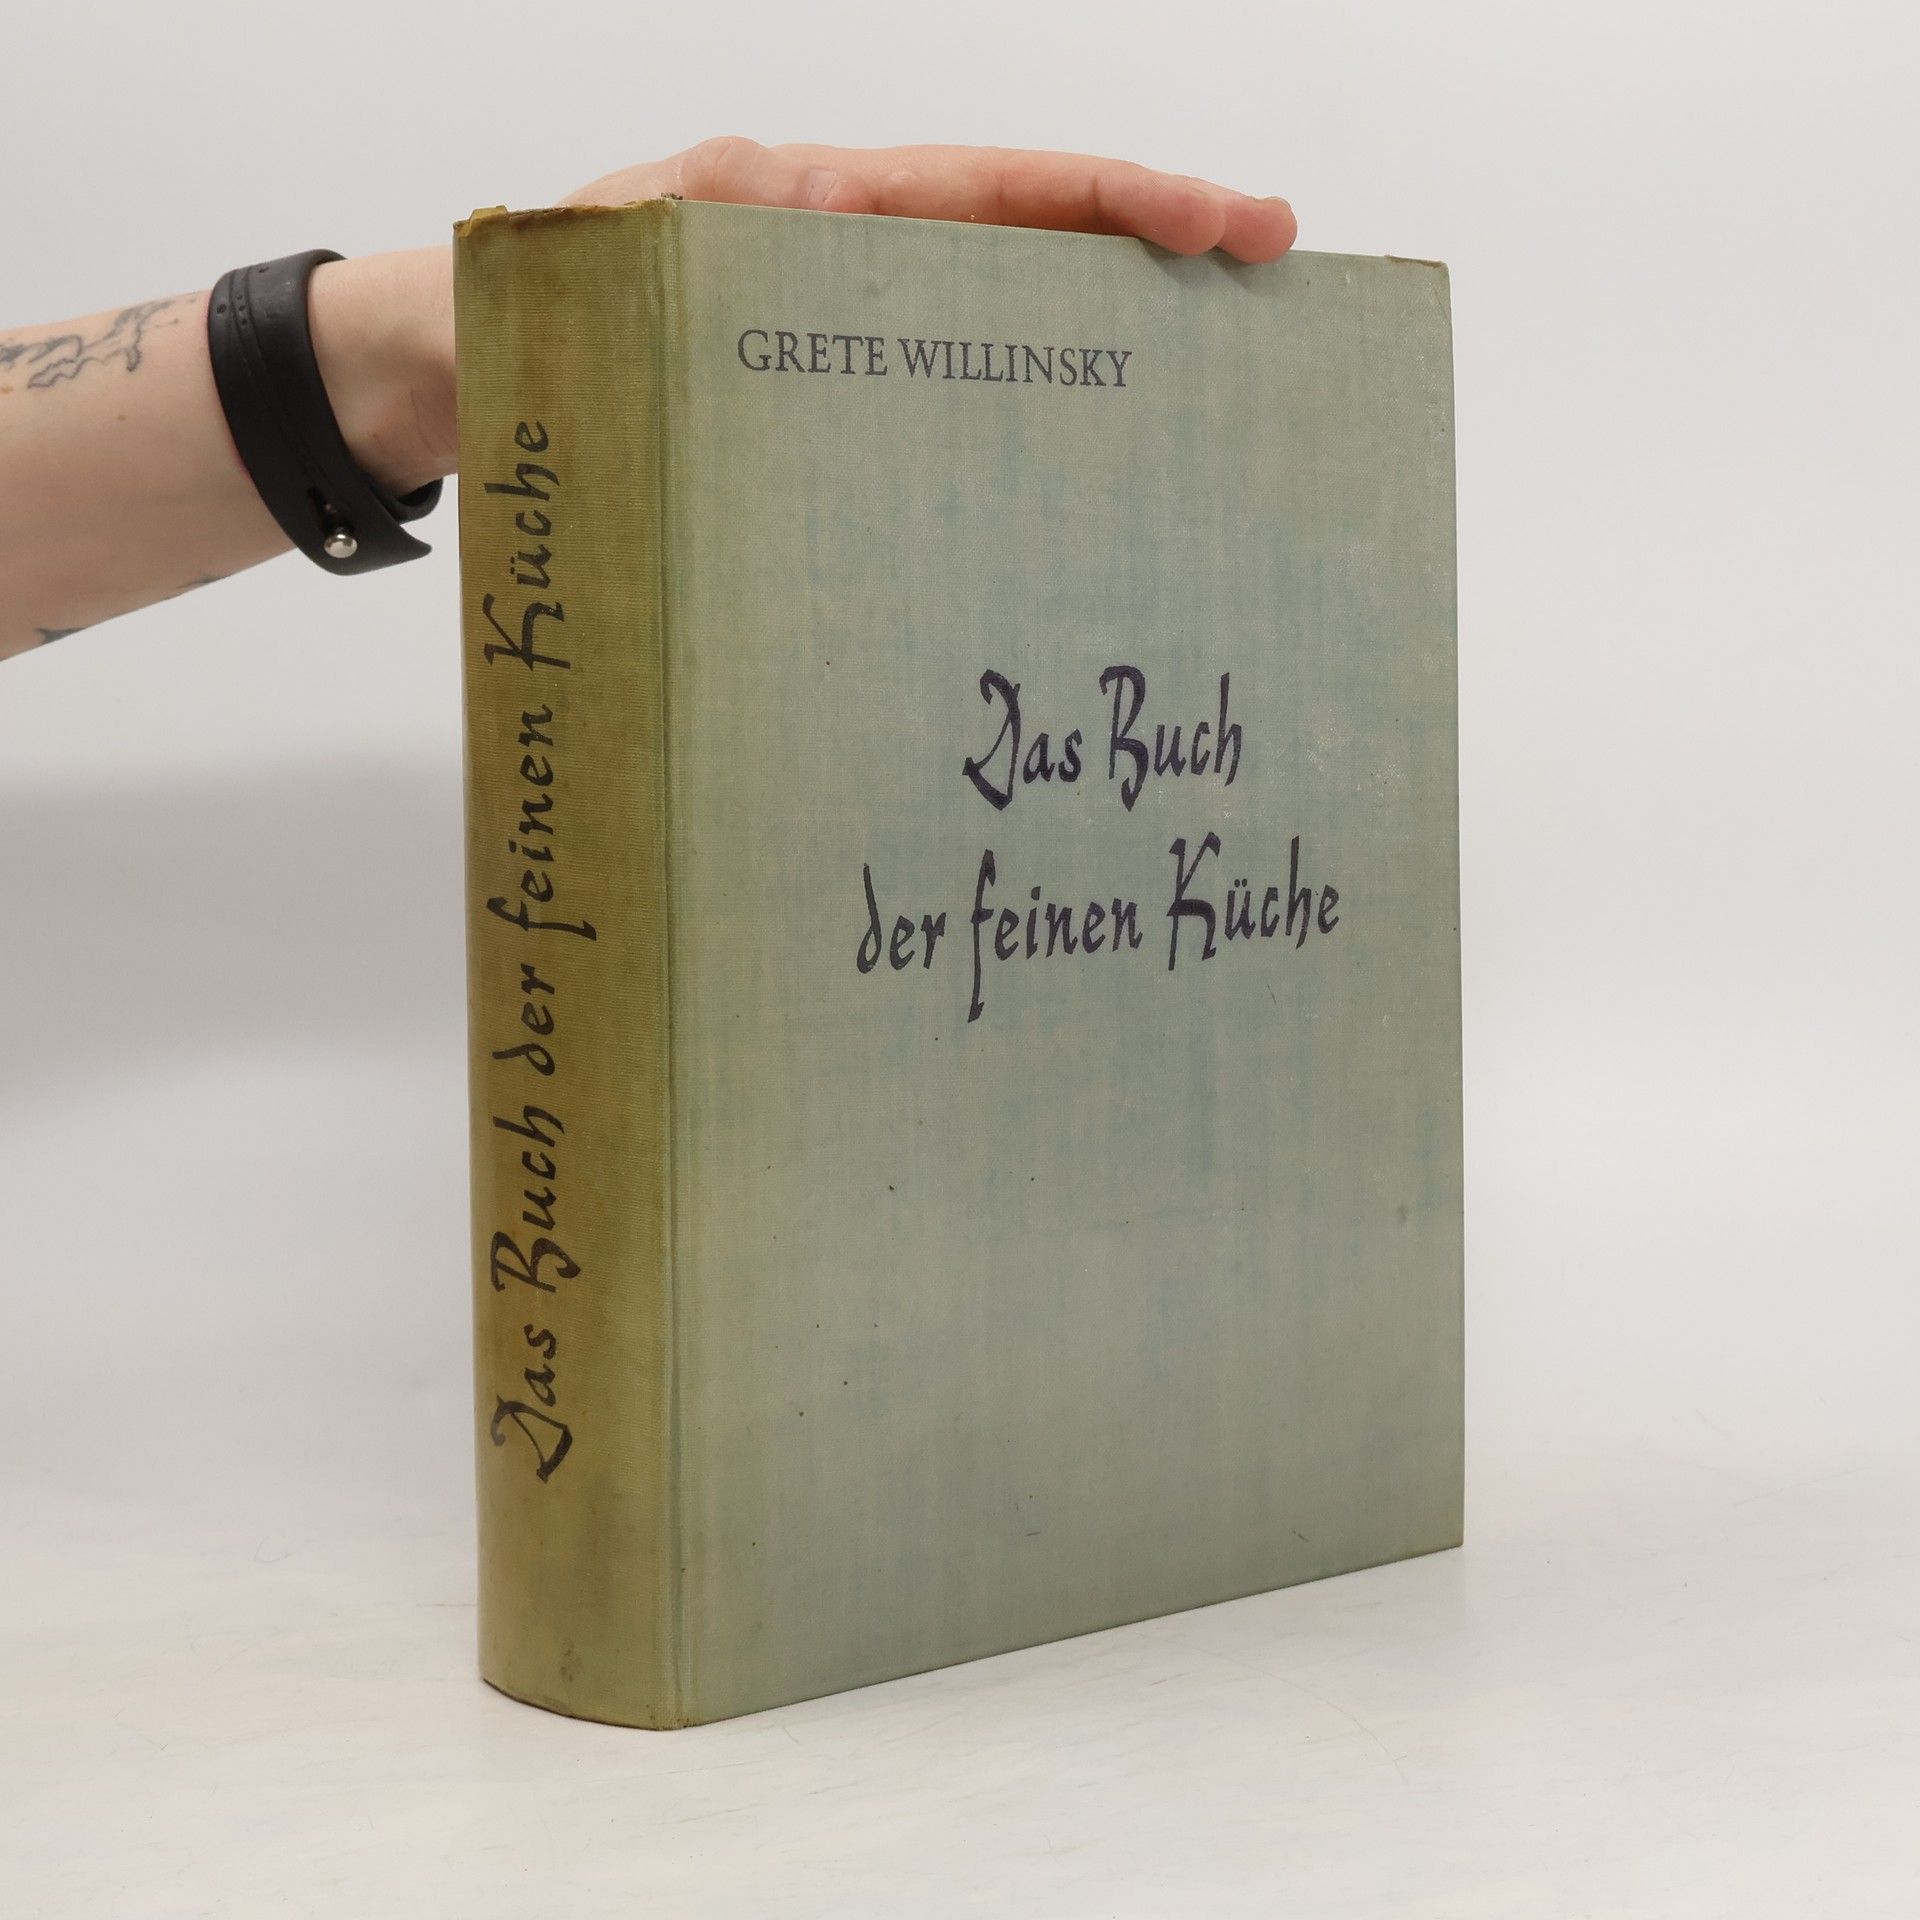 Das Buch der feinen Küche
GRETE WILLINSKY
Das Buch
der feinen Küche